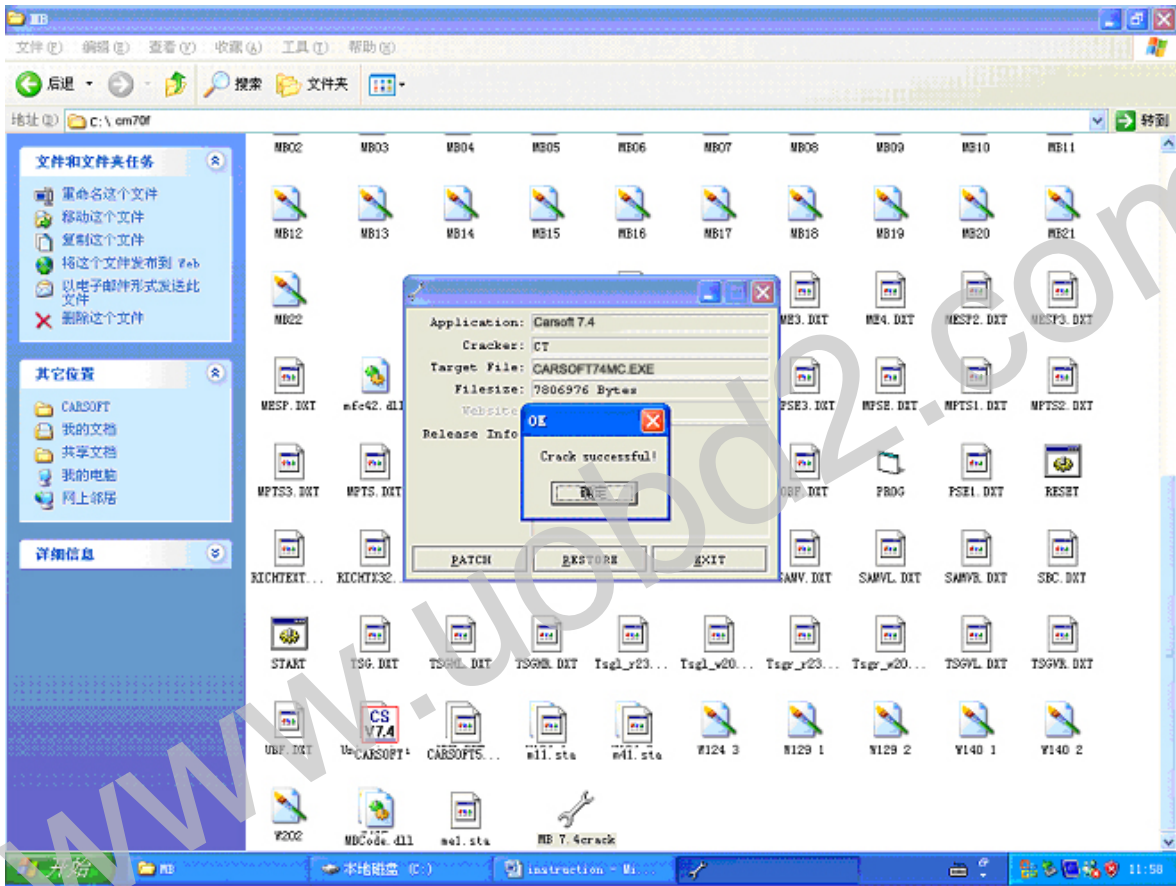 MB
文件(F) 编辑(E) 查看(V) 收藏(A) 工具(T) 帮助(H)
后退 搜索 文件夹
地址(D) C:\ cm70f 转到
文件和文件夹任务
重命名这个文件
移动这个文件
复制这个文件
将这个文件发布到 Web
以电子邮件形式发送此
文件
删除这个文件
其它位置
CARSOFT
我的文档
共享文档
我的电脑
网上邻居
详细信息
MB02 MB03 MB04 MB05 MB06 MB07 MB08 MB09 MB10 MB11
MB12 MB13 MB14 MB15 MB16 MB17 MB18 MB19 MB20 MB21
MB22 ME3.DXT ME4.DXT MESP2.DXT MESP3.DXT
MESP.DXT mfc42.dll PSE3.DXT MPSE.DXT MPTS1.DXT MPTS2.DXT
MPTS3.DXT MPTS.DXT OBF.DXT PROG PSE1.DXT RESET
RICHTEXT... RICHTX32... SAMV.DXT SAMVL.DXT SAMVR.DXT SBC.DXT
START TSG.DXT TSGHL.DXT TSGHR.DXT Tsgl_r23... Tsgl_w20... Tsgr_r23... Tsgr_w20... TSGVL.DXT TSGVR.DXT
CS
V7.4
UBF.DXT CARSOFT CARSOFT5... m11.sta m41.sta W124 3 W129 1 W129 2 W140 1 W140 2
W202 MBCode.dll me1.sta MB 7.4crack
Application: Carsoft 7.4
Cracker: CT
Target File: CARSOFT74MC.EXE
Filesize: 7806976 Bytes
Website
Release Info
OK
Crack successful!
确定
PATCH RESTORE EXIT
开始 MB 本地磁盘 (C:) instruction - Mi... 11:58
www.uobd2.com